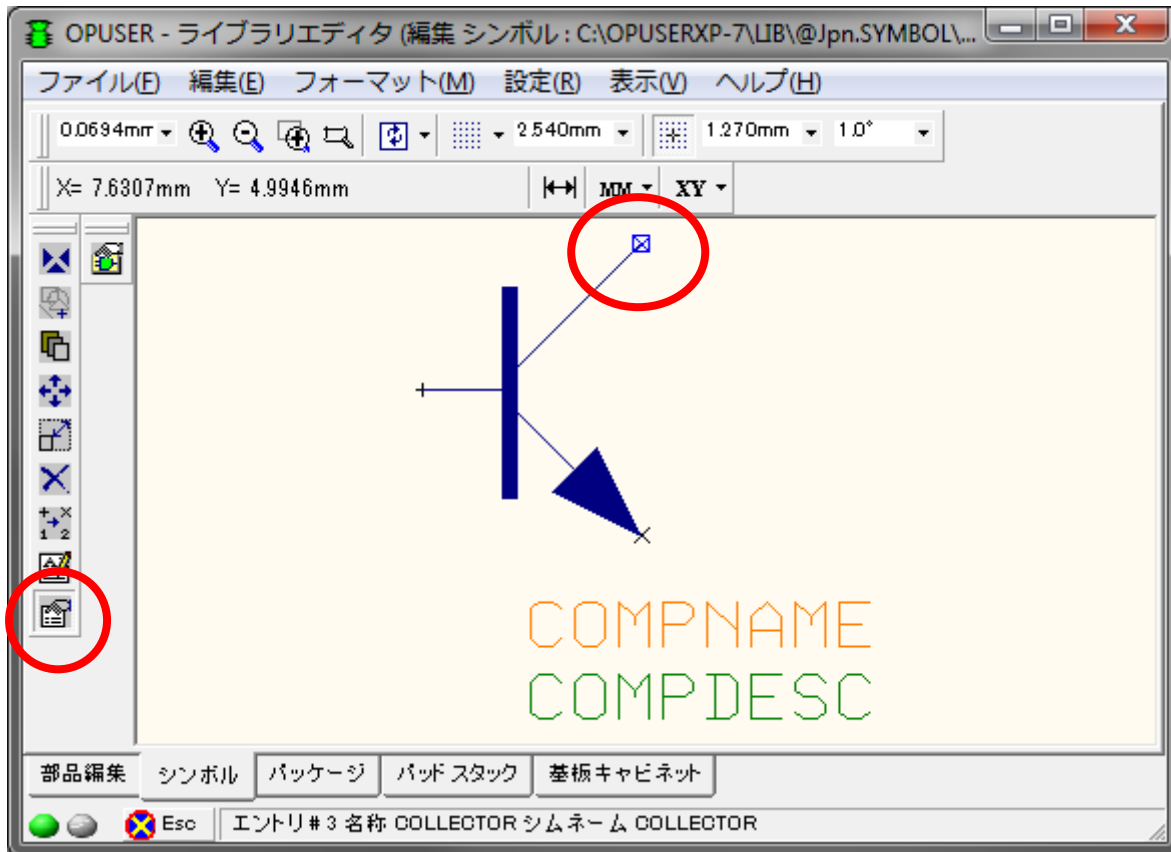 OPUSER - ライブラリエディタ (編集 シンボル : C:\OPUSERXP-7\LIB\@Jpn.SYMBOL\...
ファイル(F) 編集(E) フォーマット(M) 設定(R) 表示(V) ヘルプ(H)
0.0694mm 2.540mm 1.270mm 1.0°
X= 7.6307mm Y= 4.9946mm MM XY
COMPNAME
COMPDESC
部品編集 シンボル パッケージ パッド スタック 基板キャビネット
Esc エントリ#3 名称 COLLECTOR シムネーム COLLECTOR